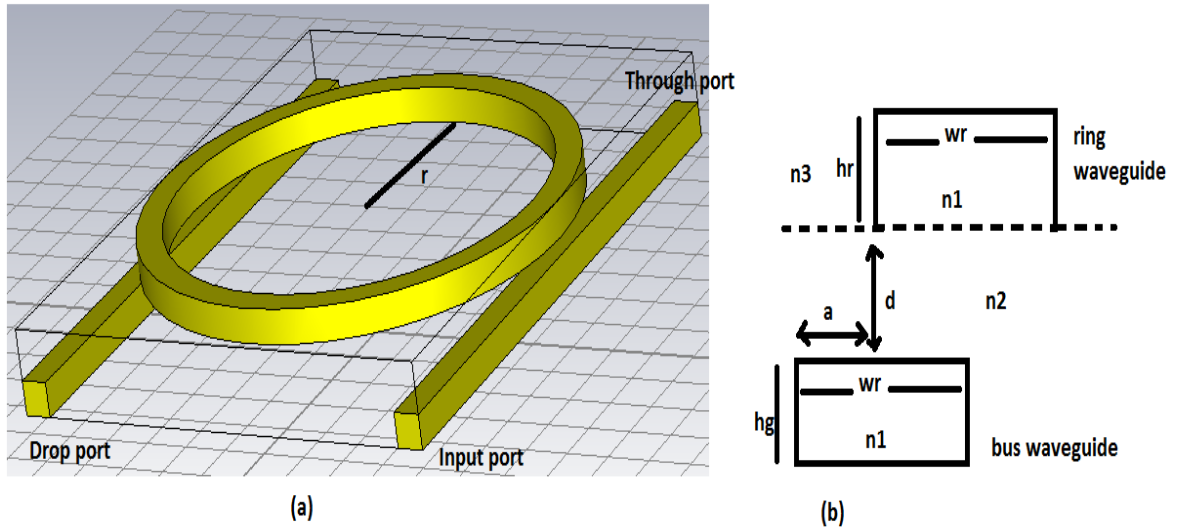 Through port
r
Drop port
Input port
(a)
wr
ring
waveguide
hr
n3
n1
n2
d
a
wr
hg
n1
bus waveguide
(b)